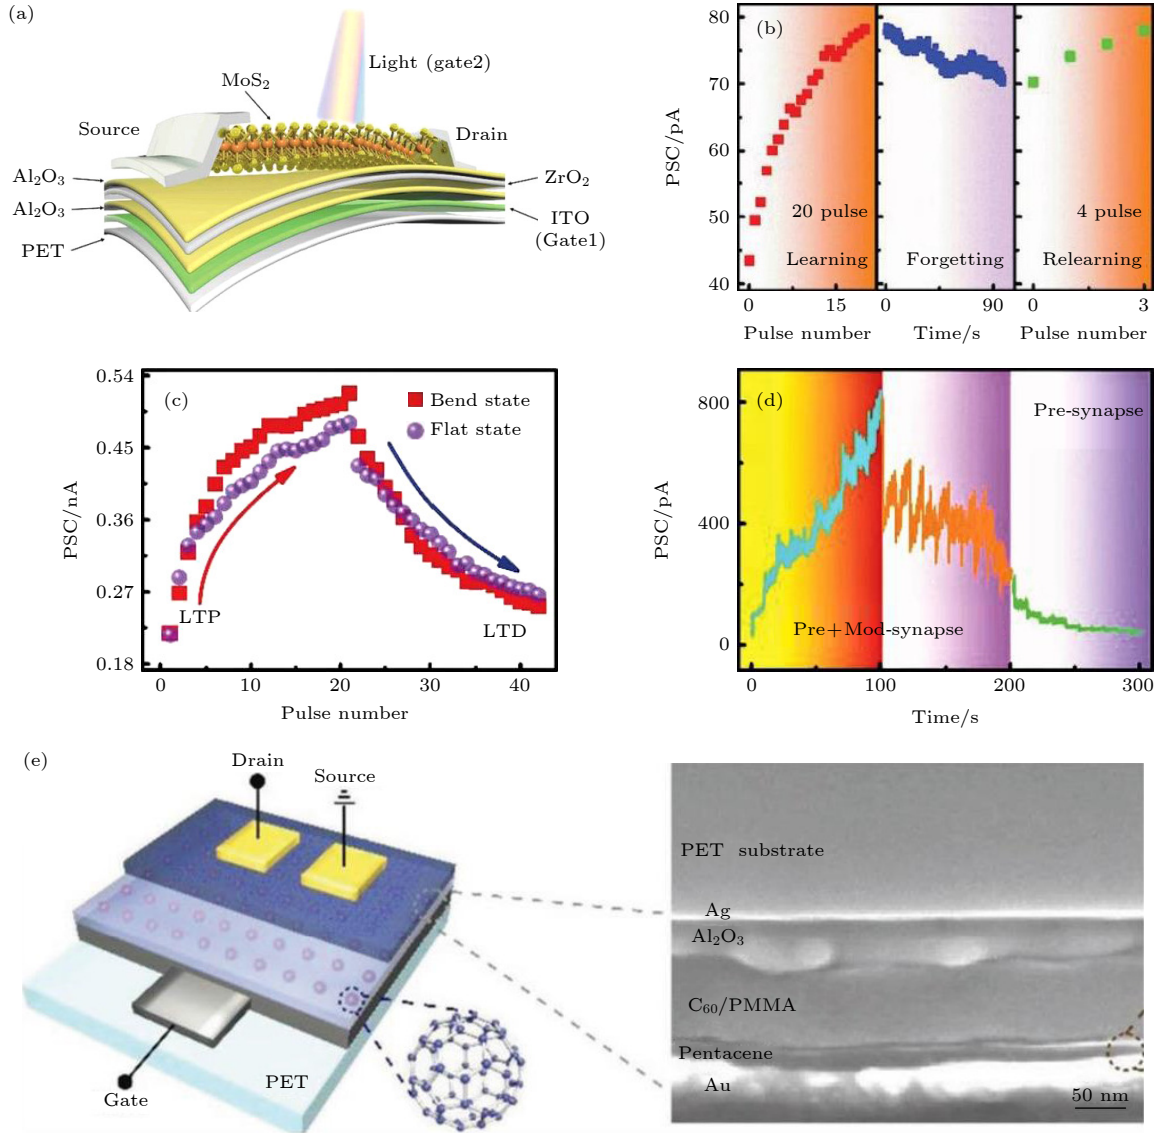 (a)
Light (gate2)
MoS₂
Source
Drain
Al₂O₃
ZrO₂
Al₂O₃
ITO
(Gate1)
PET
(b)
PSC/pA
80
70
60
50
40
20 pulse
4 pulse
Learning
Forgetting
Relearning
0
15
0
90
0
3
Pulse number
Time/s
Pulse number
(c)
PSC/nA
0.54
0.45
0.36
0.27
0.18
Bend state
Flat state
LTP
LTD
0
10
20
30
40
Pulse number
(d)
PSC/pA
800
400
0
Pre-synapse
Pre+Mod-synapse
0
100
200
300
Time/s
(e)
Drain
Source
PET
Gate
PET substrate
Ag
Al₂O₃
C₆₀/PMMA
Pentacene
Au
50 nm